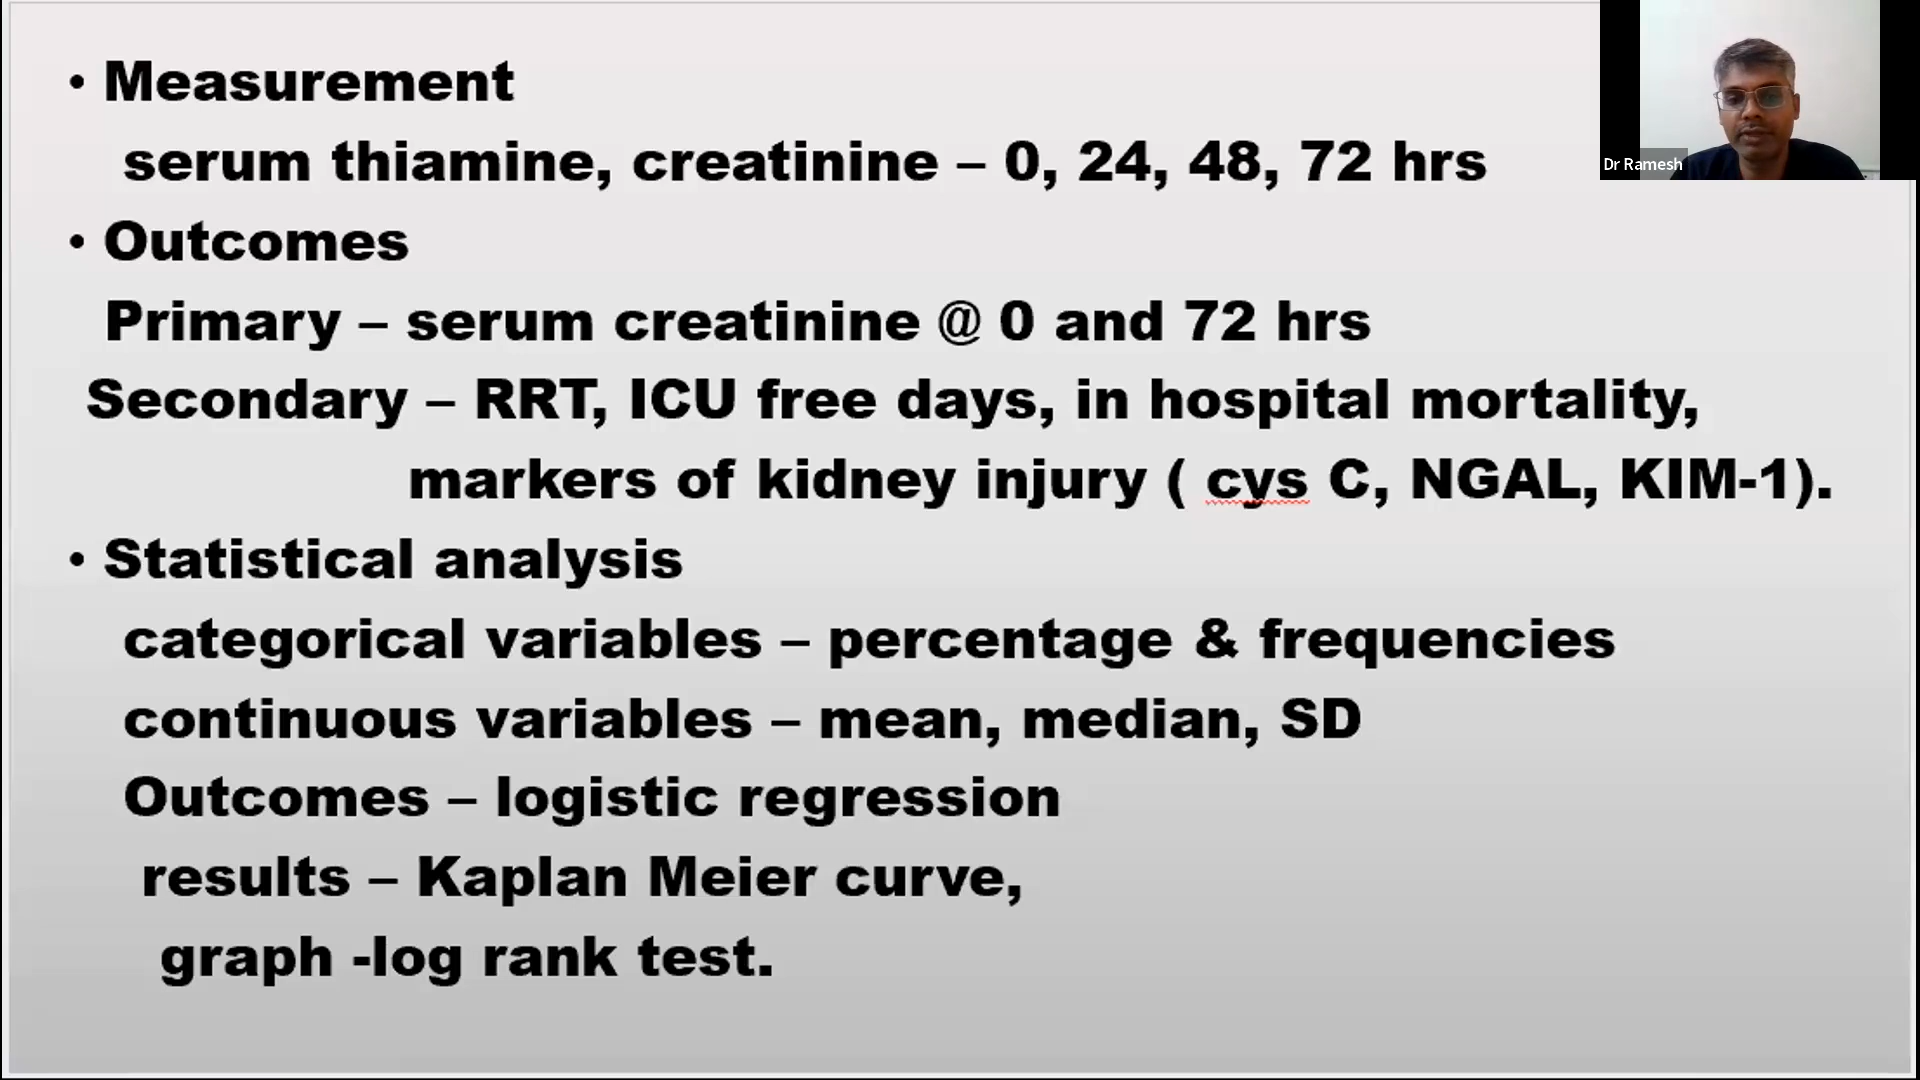 • Measurement
serum thiamine, creatinine – 0, 24, 48, 72 hrs
• Outcomes
Primary – serum creatinine @ 0 and 72 hrs
Secondary – RRT, ICU free days, in hospital mortality,
markers of kidney injury ( cys C, NGAL, KIM-1).
• Statistical analysis
categorical variables – percentage & frequencies
continuous variables – mean, median, SD
Outcomes – logistic regression
results – Kaplan Meier curve,
graph -log rank test.
Dr Ramesh